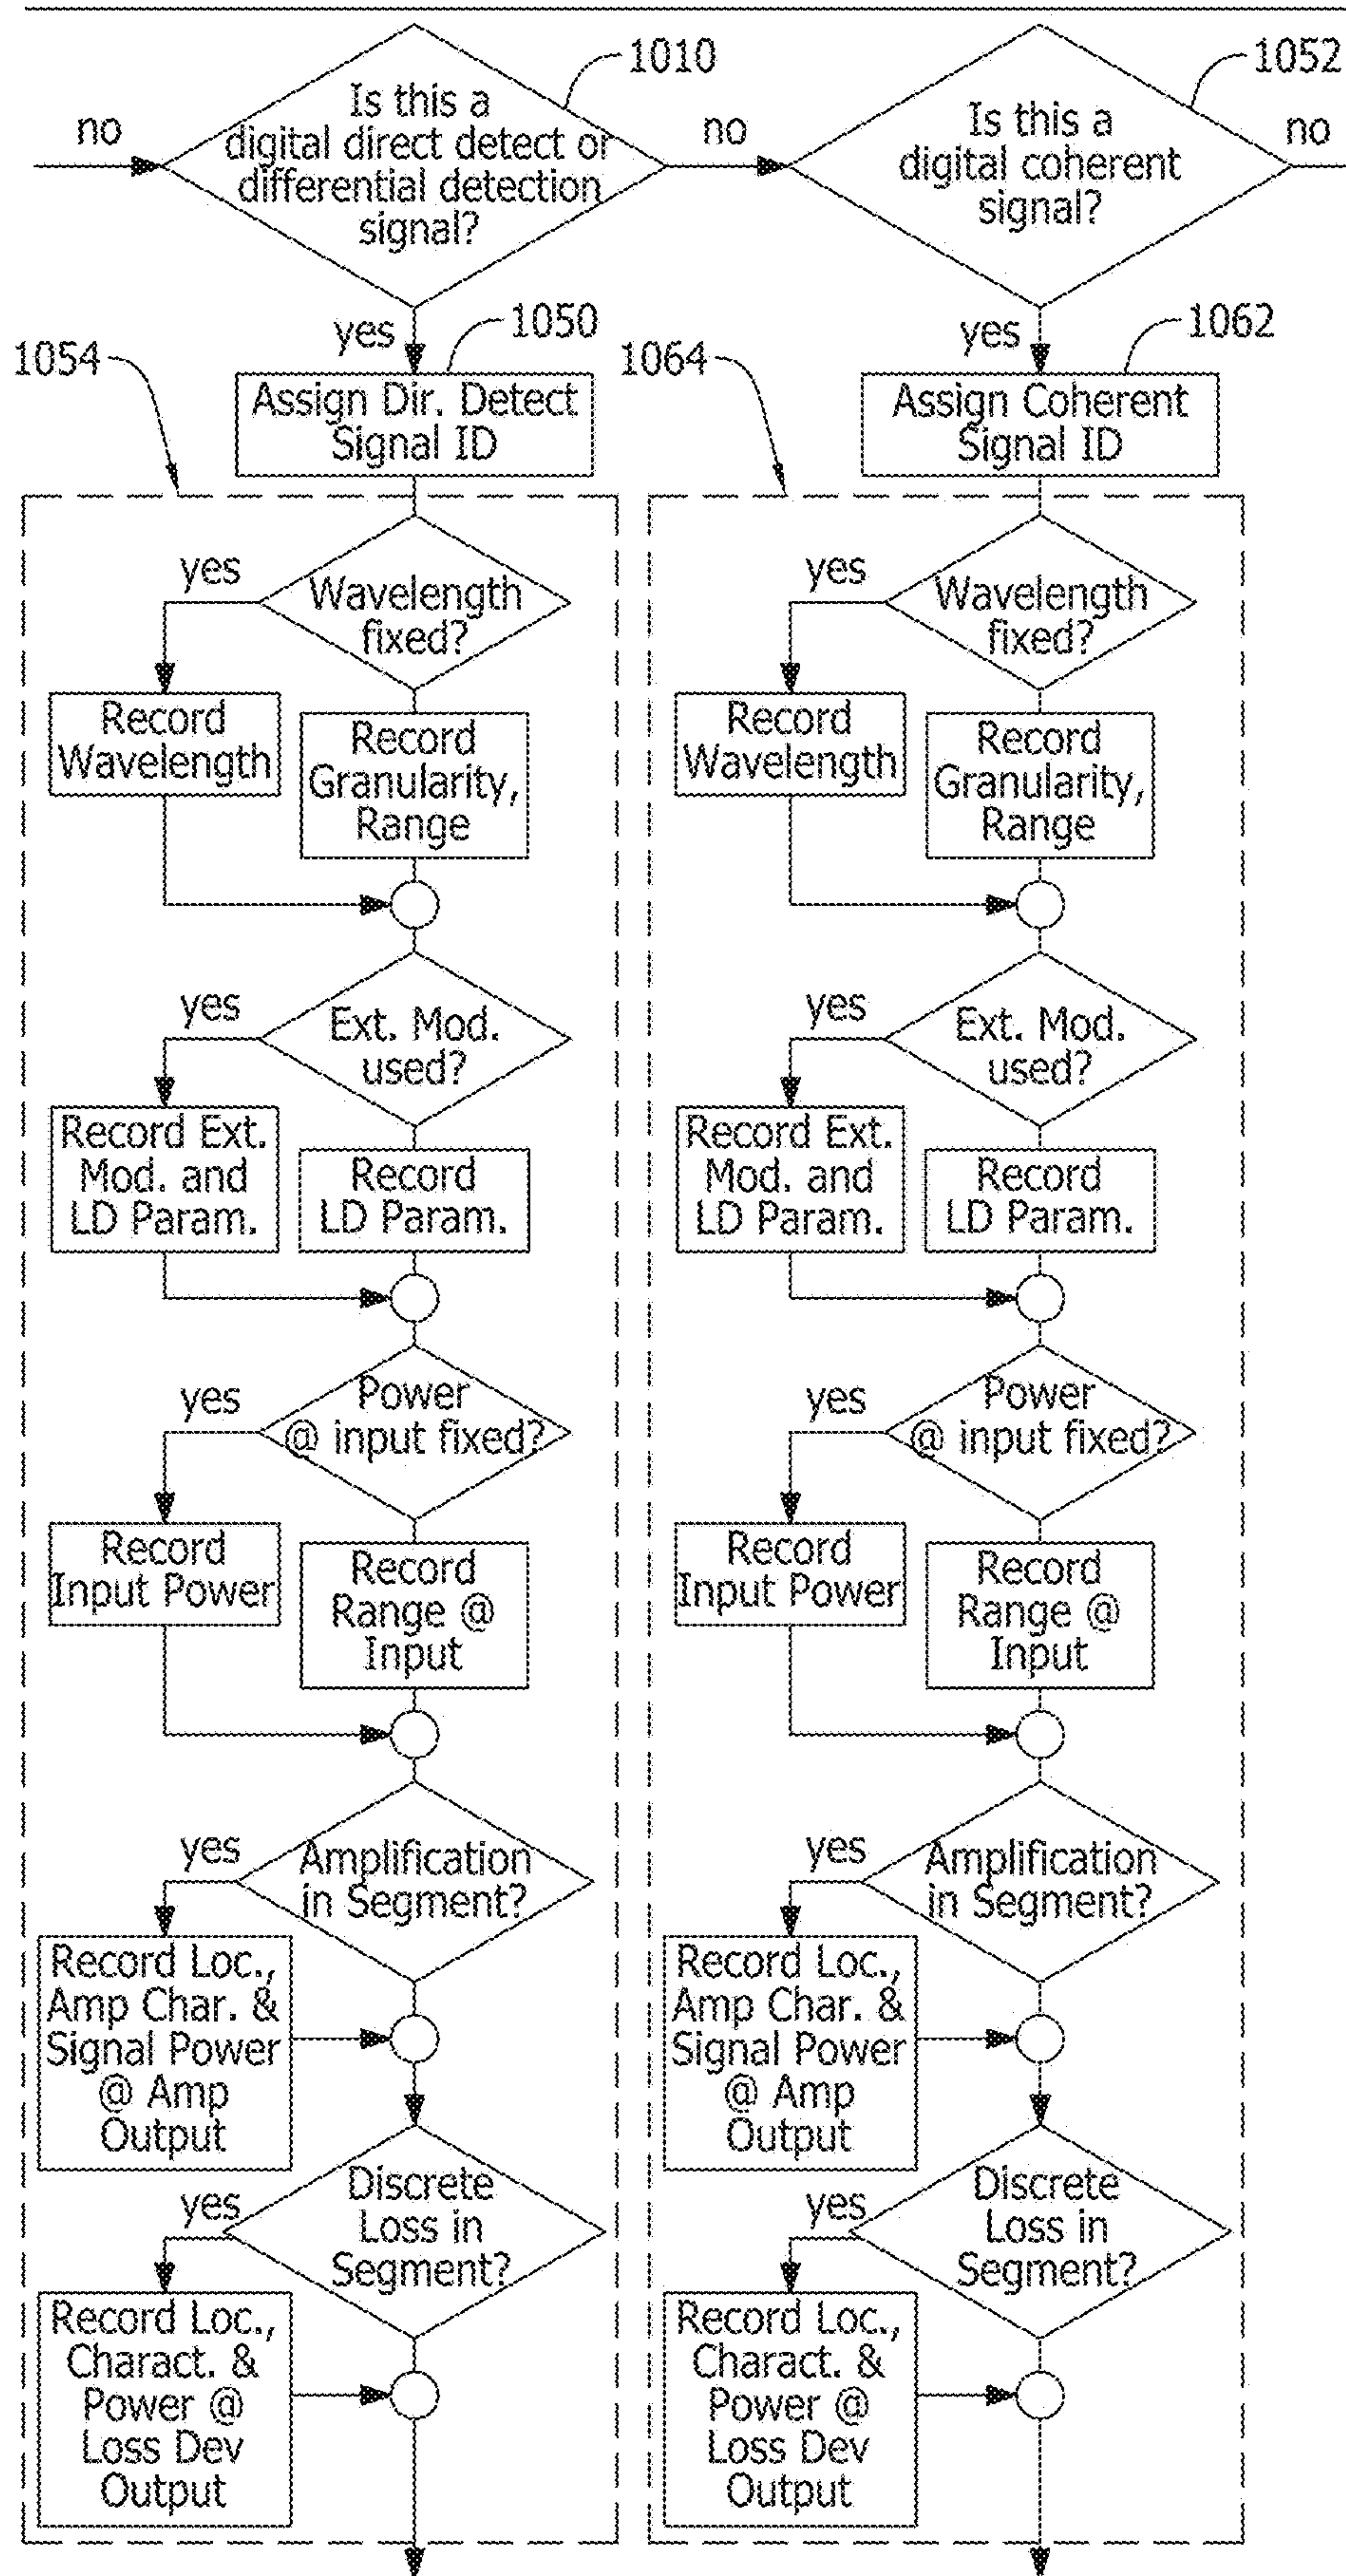 no
Is this a
digital direct detect or
differential detection
signal?
1010
no
Is this a
digital coherent
signal?
1052
no
yes
1050
1054
Assign Dir. Detect
Signal ID
yes
1062
1064
Assign Coherent
Signal ID
yes
Wavelength
fixed?
Record
Wavelength
Record
Granularity,
Range
yes
Ext. Mod.
used?
Record Ext.
Mod. and
LD Param.
Record
LD Param.
yes
Power
@ input fixed?
Record
Input Power
Record
Range @
Input
yes
Amplification
in Segment?
Record Loc.,
Amp Char. &
Signal Power
@ Amp
Output
yes
Discrete
Loss in
Segment?
Record Loc.,
Charact. &
Power @
Loss Dev
Output
yes
Wavelength
fixed?
Record
Wavelength
Record
Granularity,
Range
yes
Ext. Mod.
used?
Record Ext.
Mod. and
LD Param.
Record
LD Param.
yes
Power
@ input fixed?
Record
Input Power
Record
Range @
Input
yes
Amplification
in Segment?
Record Loc.,
Amp Char. &
Signal Power
@ Amp
Output
yes
Discrete
Loss in
Segment?
Record Loc.,
Charact. &
Power @
Loss Dev
Output